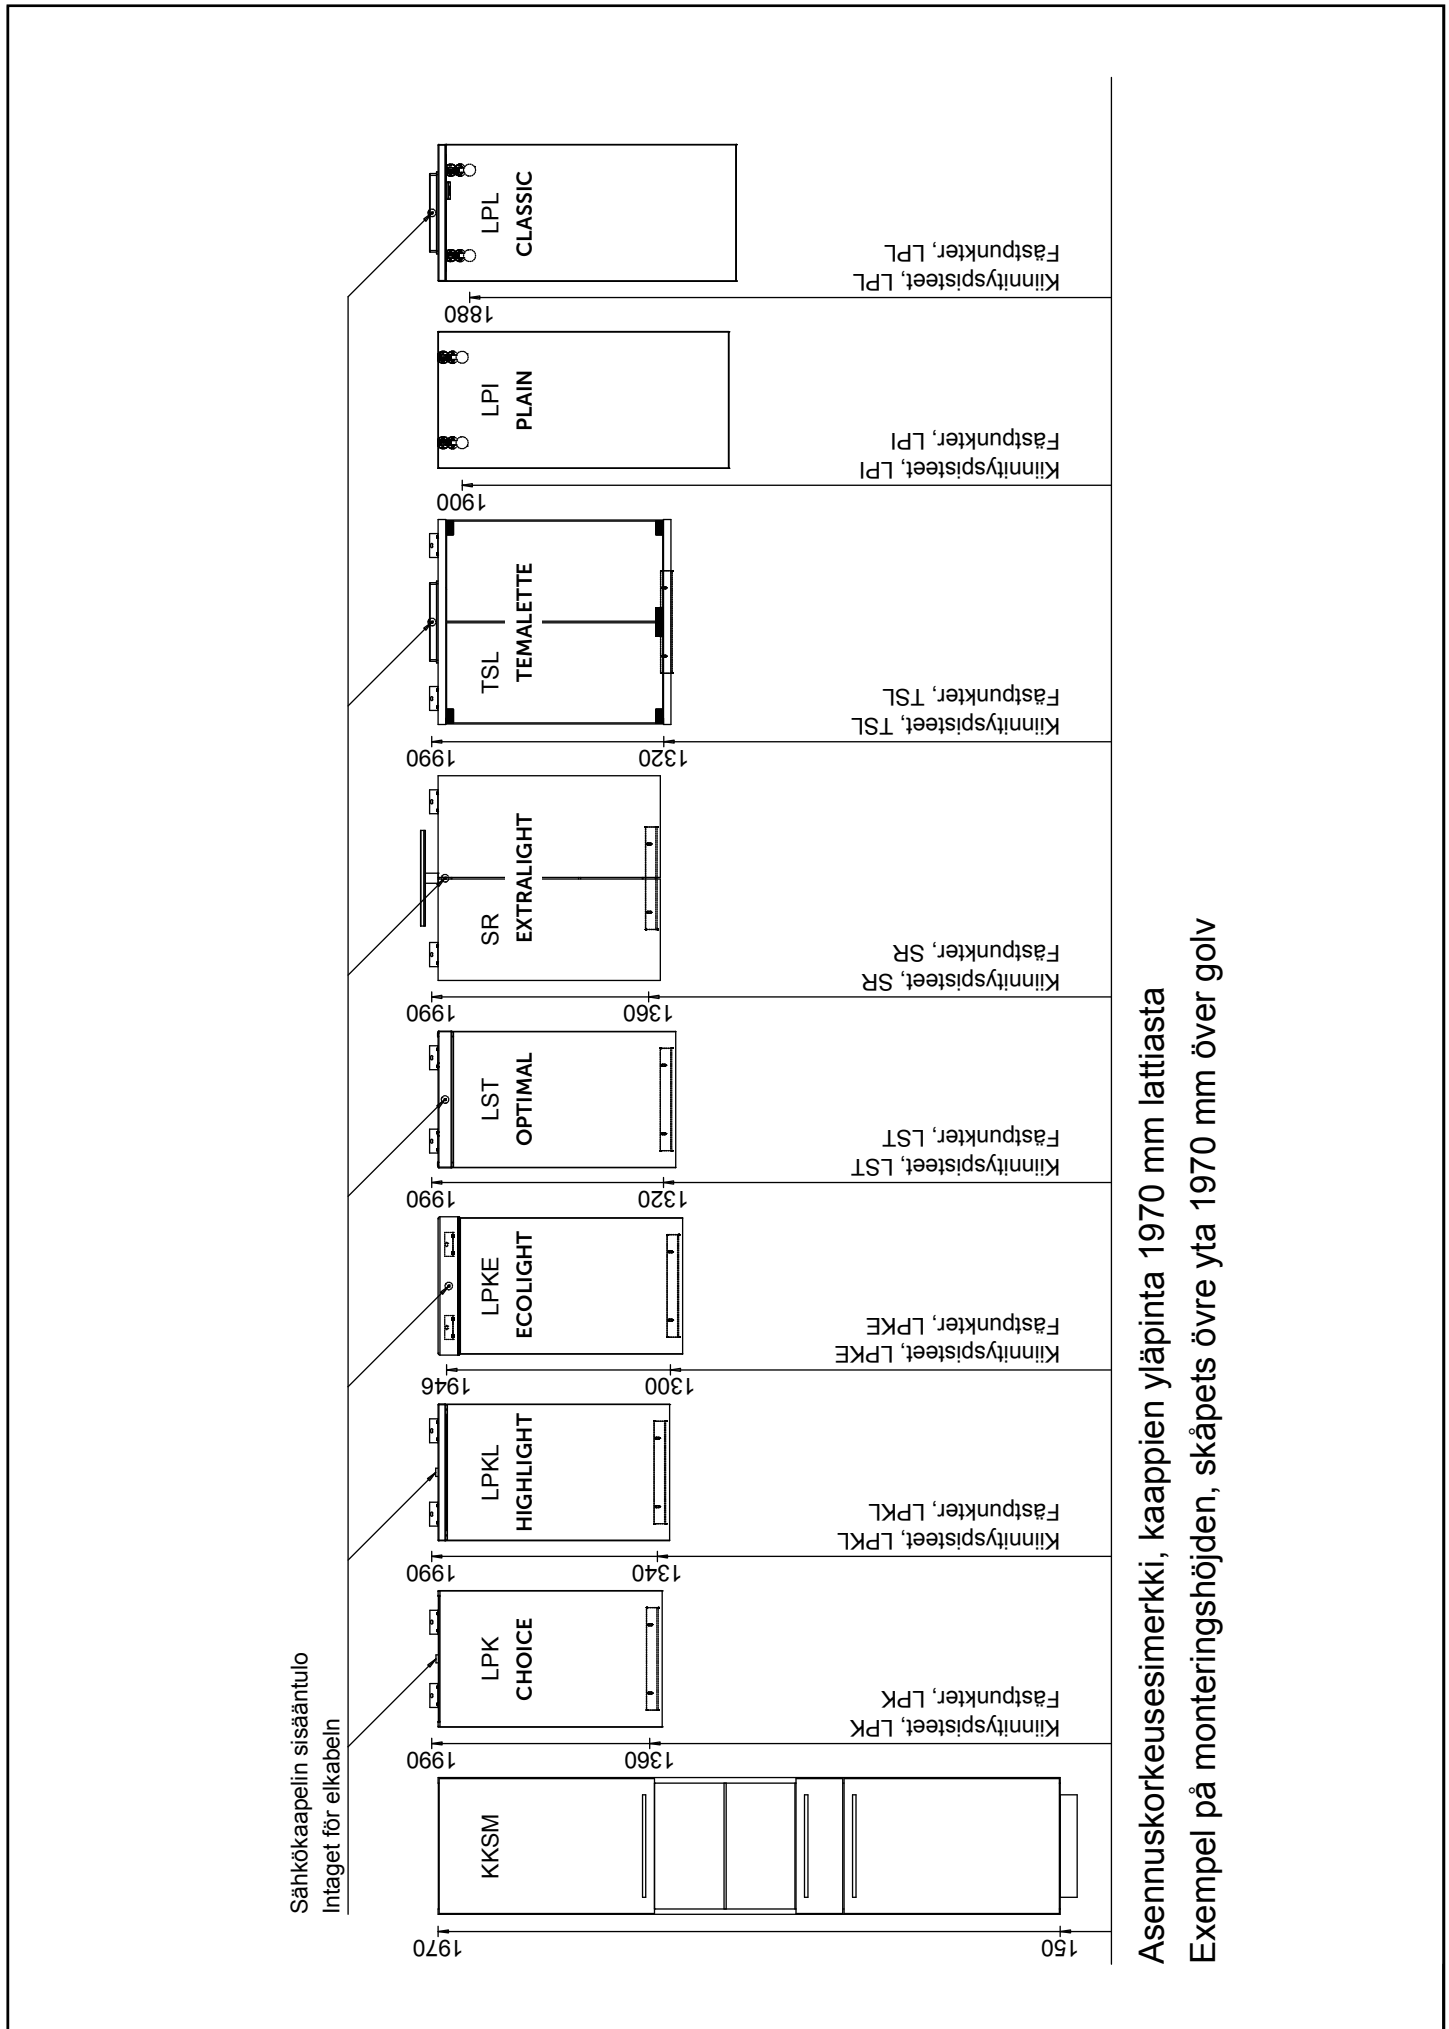 Sähkökaapelin sisääntulo
Intaget för elkabeln
KKSM
1970
150
LPK
CHOICE
1990
1360
Kiinnityspisteet, LPK
Fästpunkter, LPK
LPKL
HIGHLIGHT
1990
1340
Kiinnityspisteet, LPKL
Fästpunkter, LPKL
LPKE
ECOLIGHT
1946
1300
Kiinnityspisteet, LPKE
Fästpunkter, LPKE
LST
OPTIMAL
1990
1320
Kiinnityspisteet, LST
Fästpunkter, LST
SR
EXTRALIGHT
1990
1360
Kiinnityspisteet, SR
Fästpunkter, SR
TSL
TEMALETTE
1990
1320
Kiinnityspisteet, TSL
Fästpunkter, TSL
LPI
PLAIN
1900
Kiinnityspisteet, LPI
Fästpunkter, LPI
LPL
CLASSIC
1880
Kiinnityspisteet, LPL
Fästpunkter, LPL
Asennuskorkeusesimerkki, kaappien yläpinta 1970 mm lattiasta
Exempel på monteringshöjden, skåpets övre yta 1970 mm över golv